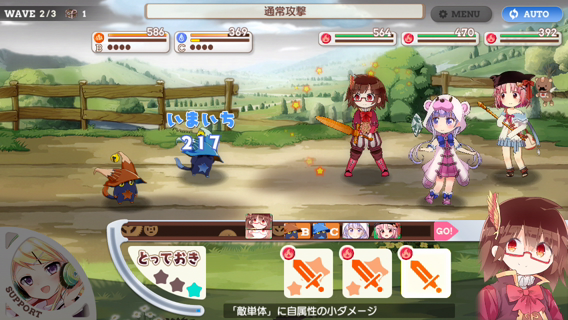 WAVE 2/3 1
通常攻撃
MENU
AUTO
586
B
369
C
564
470
392
いまいち
217
B
C
GO!
とっておき
SUPPORT
「敵単体」に自属性の小ダメージ